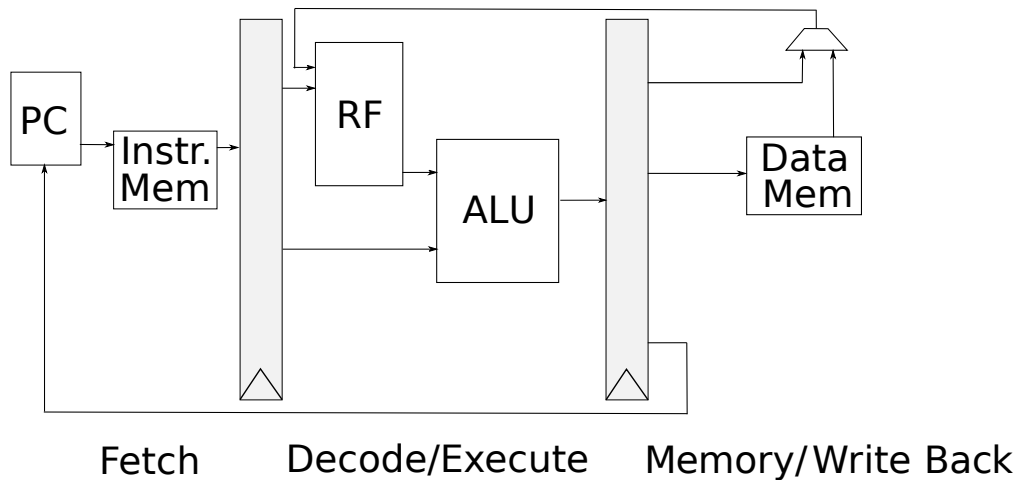 PC
Instr.
Mem
RF
ALU
Data
Mem
Fetch
Decode/Execute
Memory/Write Back